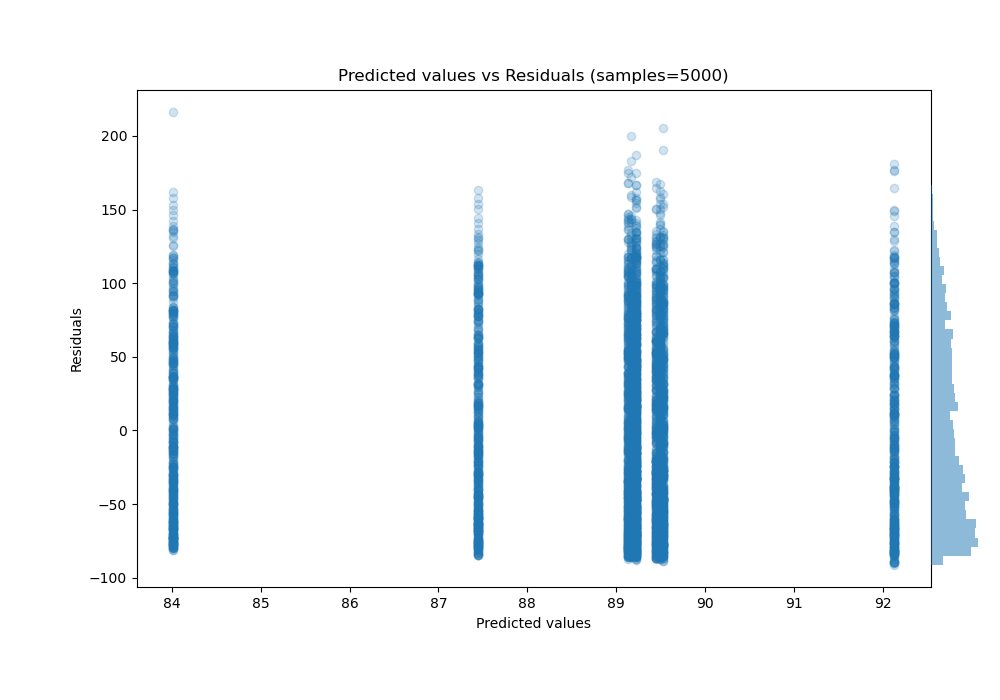 Predicted values vs Residuals (samples=5000)
200
150
100
50
0
−50
−100
Residuals
84 85 86 87 88 89 90 91 92
Predicted values